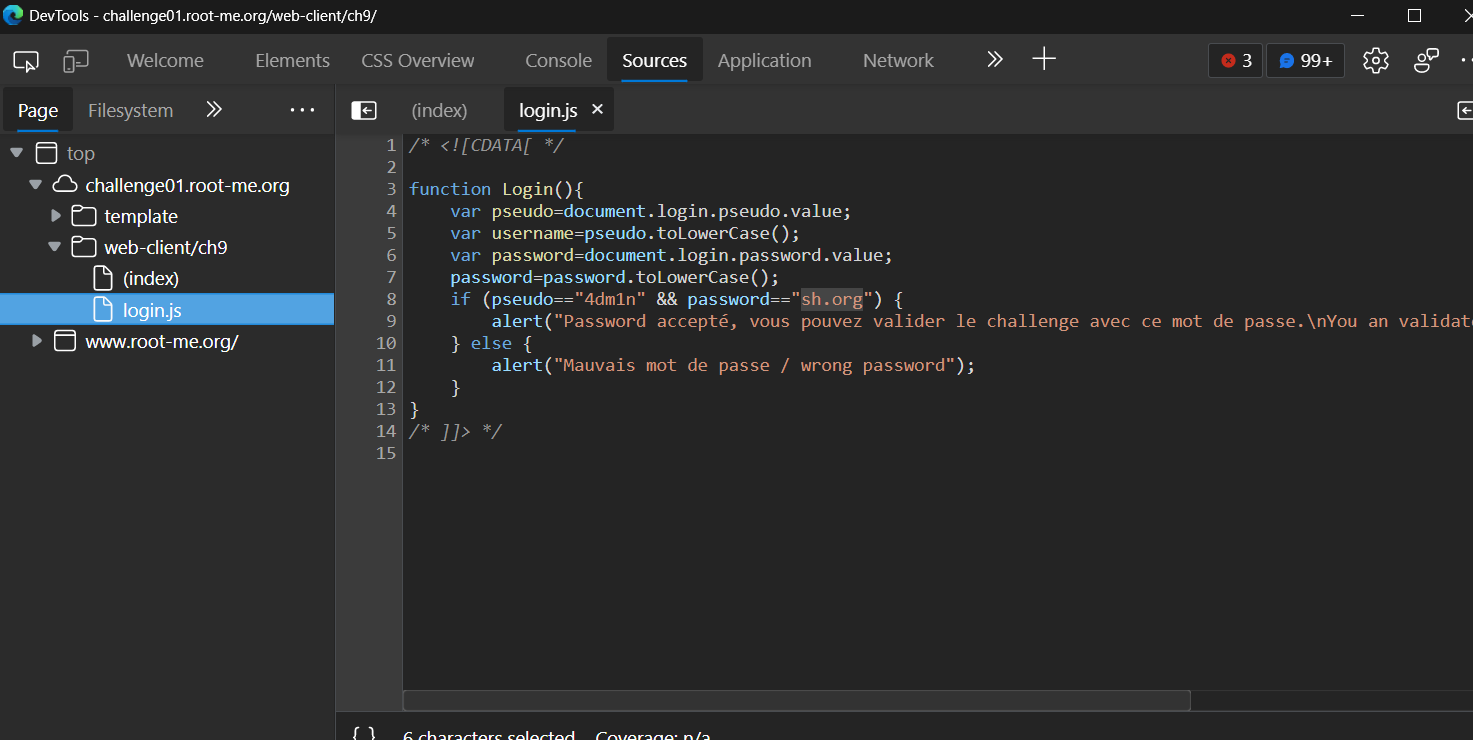 DevTools - challenge01.root-me.org/web-client/ch9/
Welcome Elements CSS Overview Console Sources Application Network 3 99+
Page Filesystem (index) login.js
top
challenge01.root-me.org
template
web-client/ch9
(index)
login.js
www.root-me.org/
1 /* <![CDATA[ */
2
3 function Login(){
4 var pseudo=document.login.pseudo.value;
5 var username=pseudo.toLowerCase();
6 var password=document.login.password.value;
7 password=password.toLowerCase();
8 if (pseudo=="4dm1n" && password=="sh.org") {
9 alert("Password accepté, vous pouvez valider le challenge avec ce mot de passe.\nYou an validat
10 } else {
11 alert("Mauvais mot de passe / wrong password");
12 }
13 }
14 /* ]]> */
15
{ } 6 characters selected Coverage: n/a